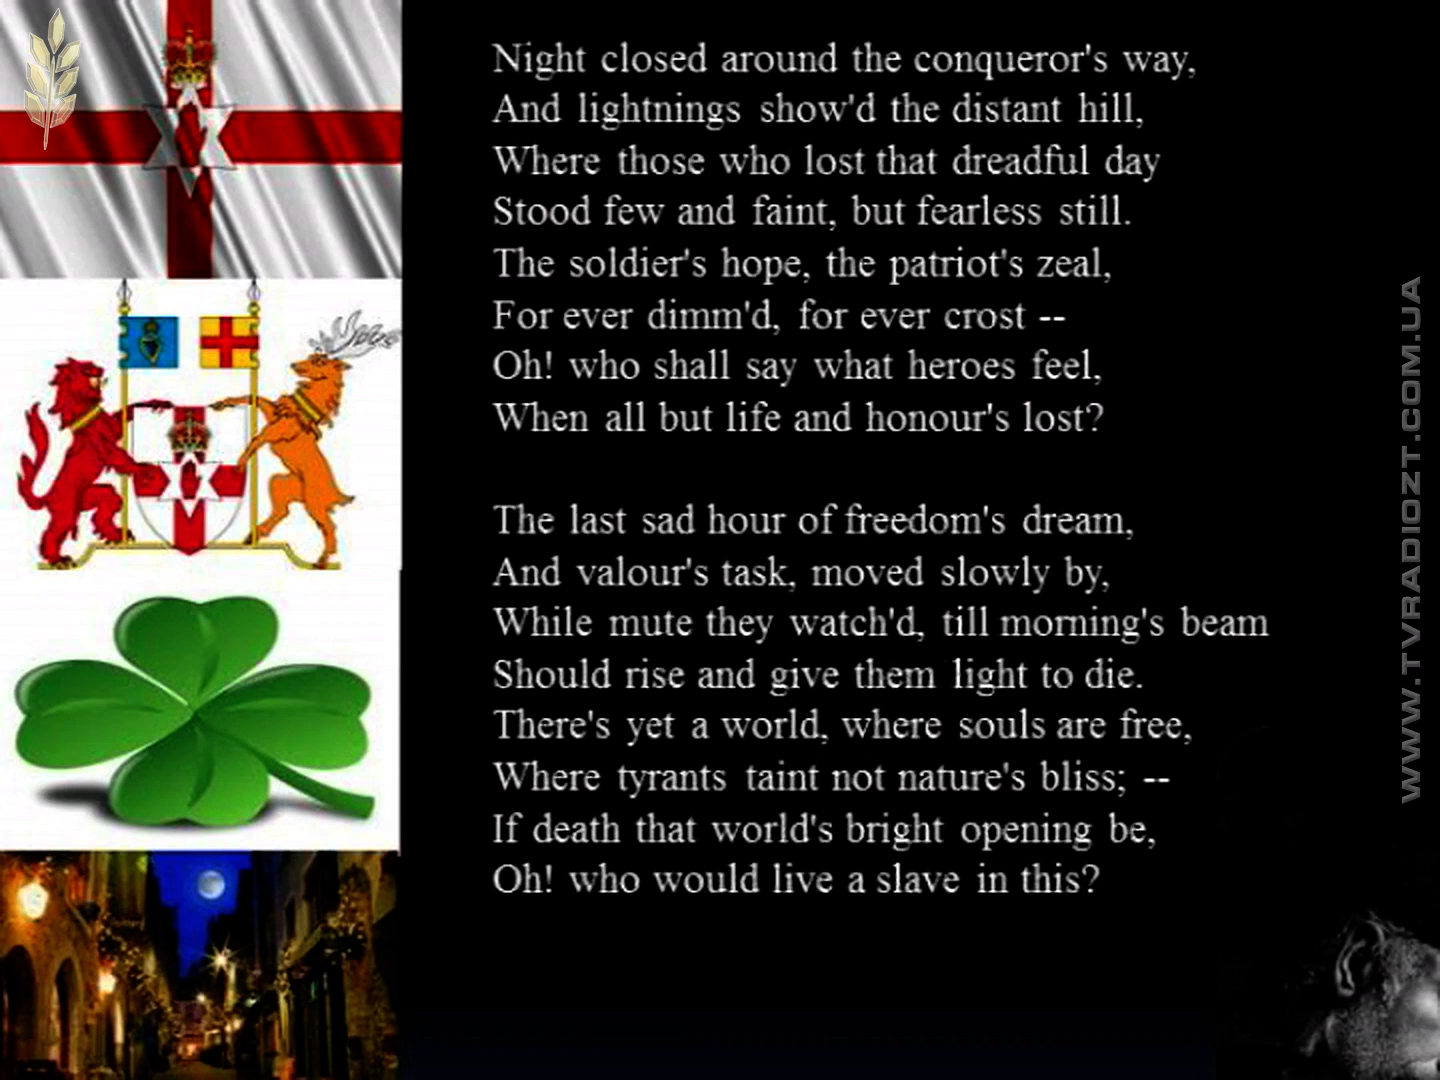 Night closed around the conqueror's way,
And lightnings show'd the distant hill,
Where those who lost that dreadful day
Stood few and faint, but fearless still.
The soldier's hope, the patriot's zeal,
For ever dimm'd, for ever crost --
Oh! who shall say what heroes feel,
When all but life and honour's lost?

The last sad hour of freedom's dream,
And valour's task, moved slowly by,
While mute they watch'd, till morning's beam
Should rise and give them light to die.
There's yet a world, where souls are free,
Where tyrants taint not nature's bliss; --
If death that world's bright opening be,
Oh! who would live a slave in this?
WWW.TVRADIOZT.COM.UA